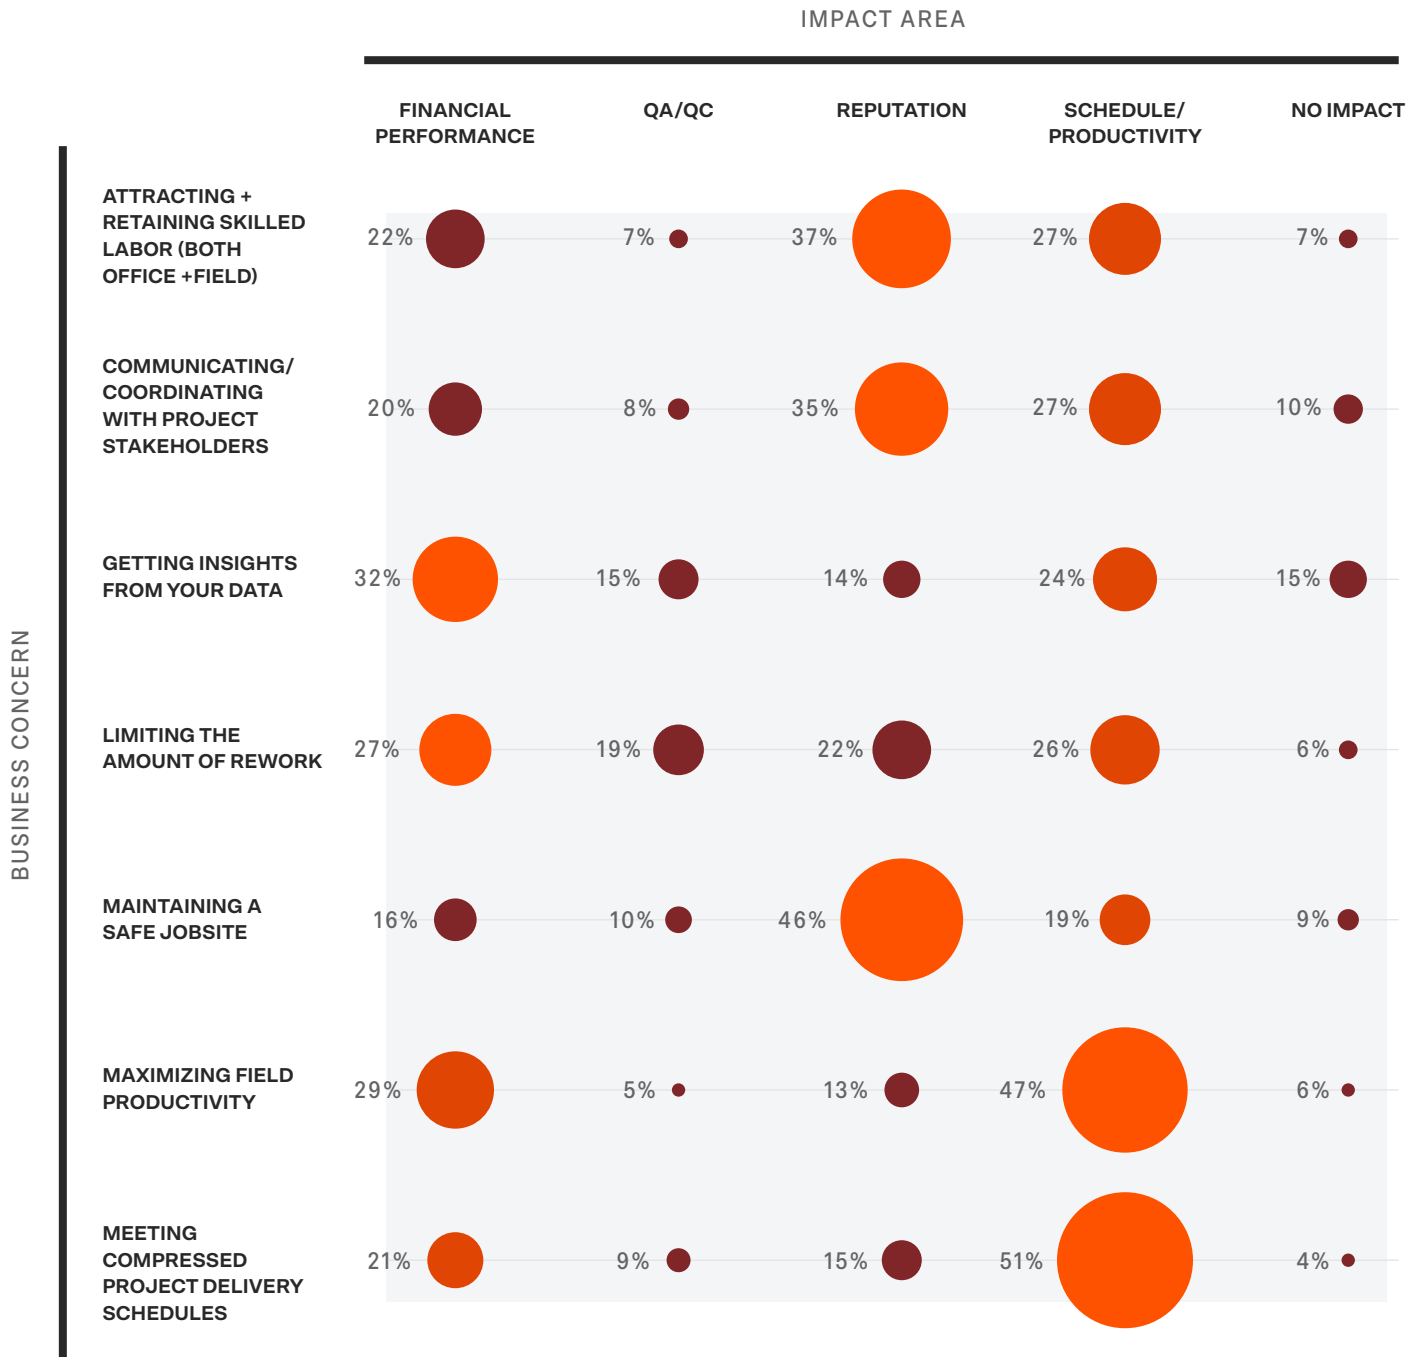 IMPACT AREA
FINANCIAL
PERFORMANCE
QA/QC
REPUTATION
SCHEDULE/
PRODUCTIVITY
NO IMPACT
BUSINESS CONCERN
ATTRACTING +
RETAINING SKILLED
LABOR (BOTH
OFFICE +FIELD)
22% 7% 37% 27% 7%
COMMUNICATING/
COORDINATING
WITH PROJECT
STAKEHOLDERS
20% 8% 35% 27% 10%
GETTING INSIGHTS
FROM YOUR DATA
32% 15% 14% 24% 15%
LIMITING THE
AMOUNT OF REWORK
27% 19% 22% 26% 6%
MAINTAINING A
SAFE JOBSITE
16% 10% 46% 19% 9%
MAXIMIZING FIELD
PRODUCTIVITY
29% 5% 13% 47% 6%
MEETING
COMPRESSED
PROJECT DELIVERY
SCHEDULES
21% 9% 15% 51% 4%